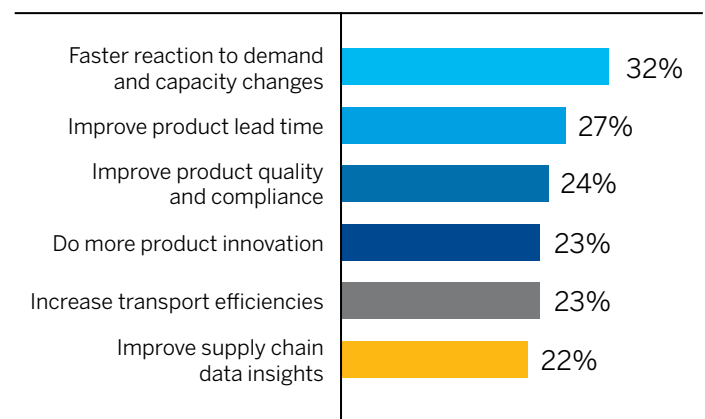 Faster reaction to demand
and capacity changes
32%
Improve product lead time
27%
Improve product quality
and compliance
24%
Do more product innovation
23%
Increase transport efficiencies
23%
Improve supply chain
data insights
22%